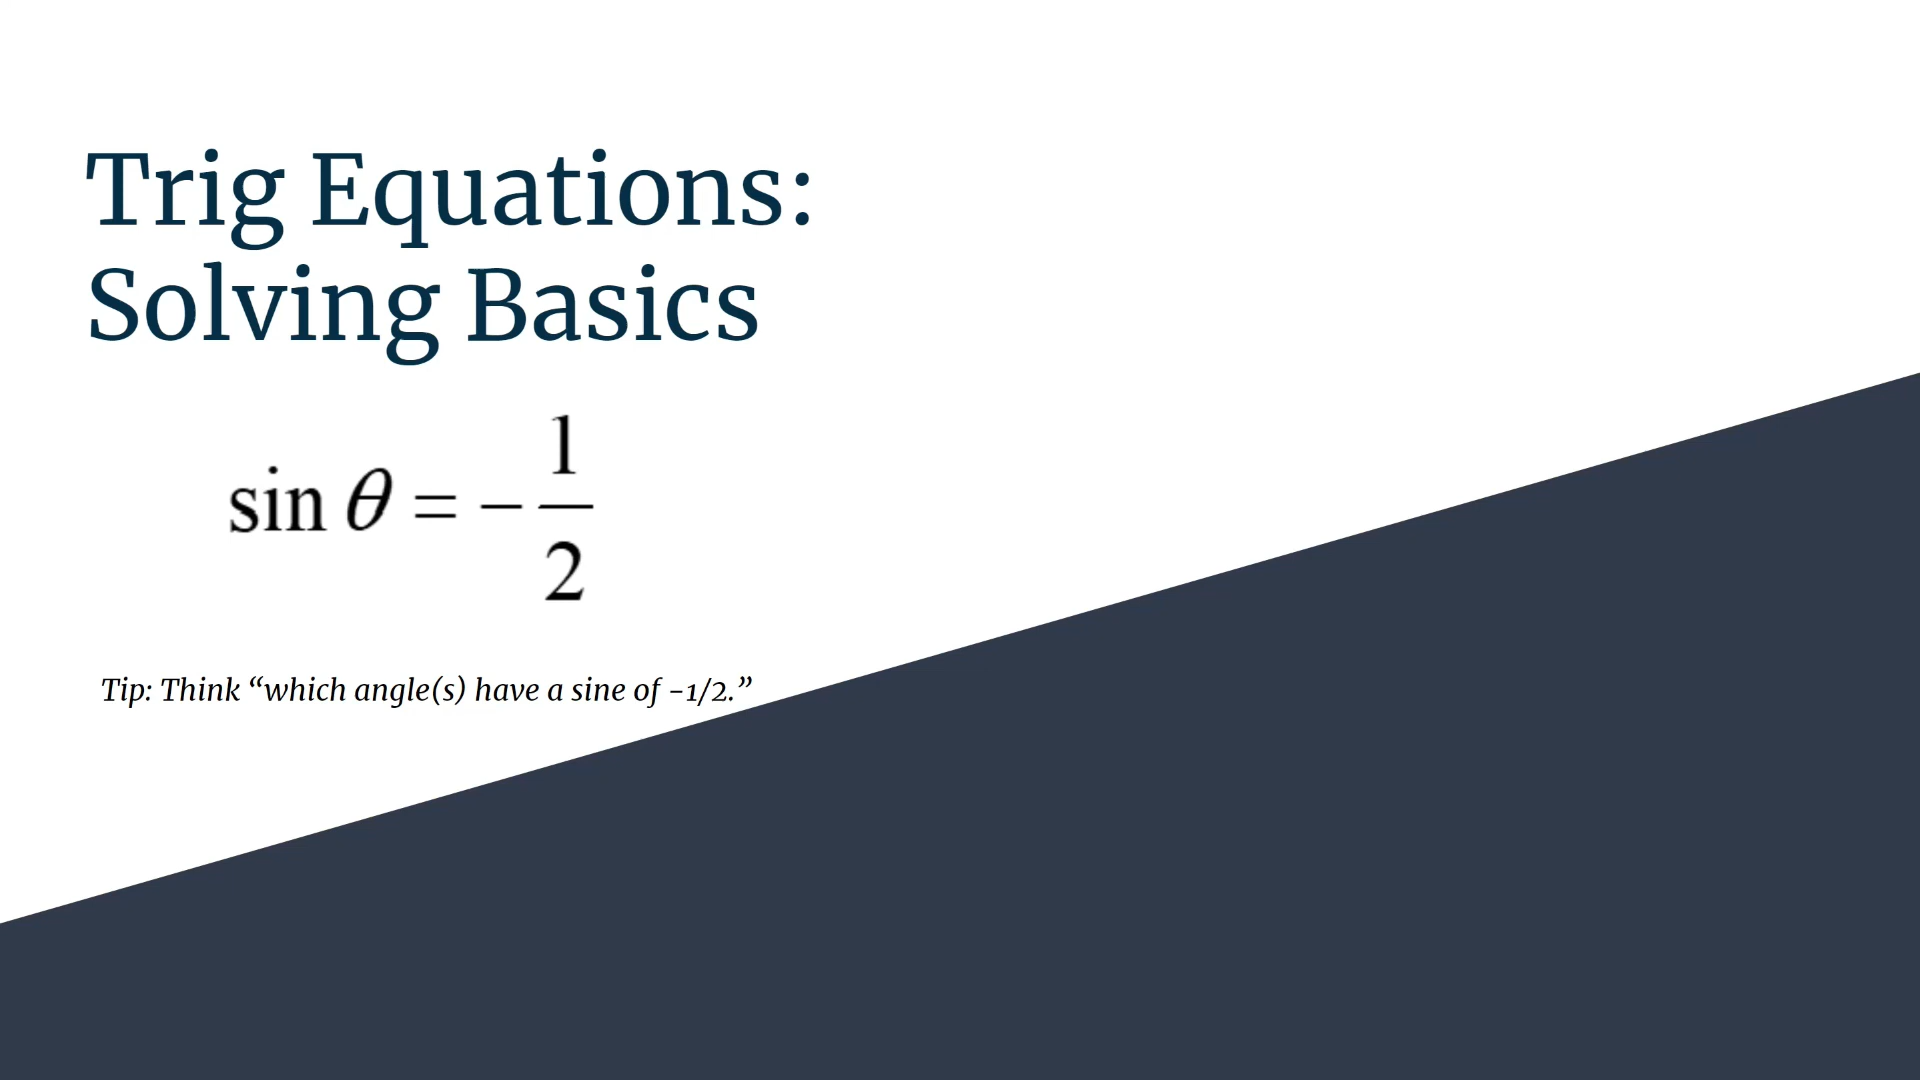 Trig Equations:
Solving Basics
sin θ = − 1/2
Tip: Think “which angle(s) have a sine of -1/2.”